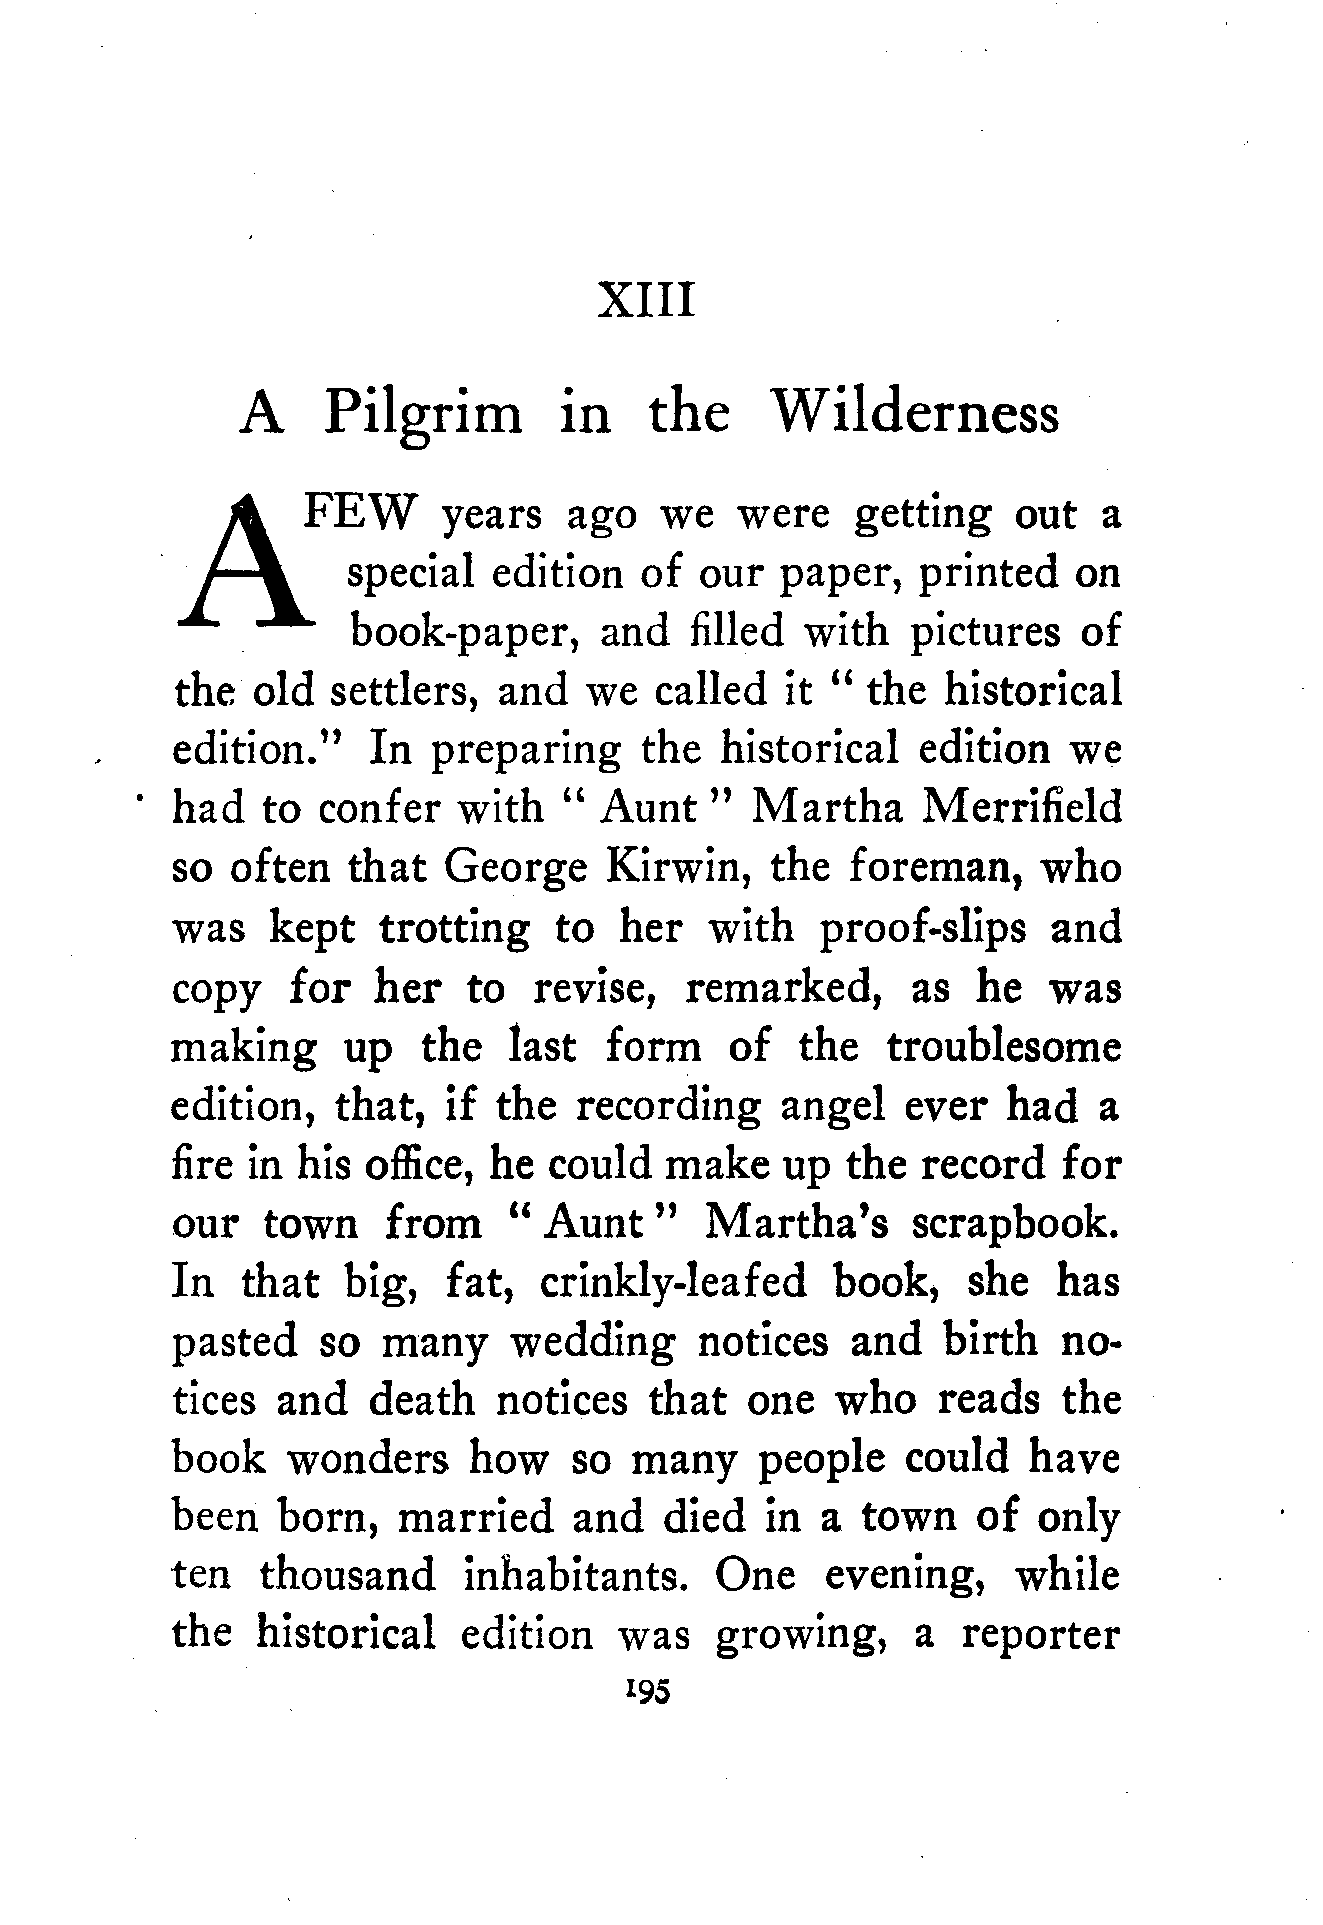 XIII
A Pilgrim in the Wilderness
A FEW years ago we were getting out a
special edition of our paper, printed on
book-paper, and filled with pictures of
the old settlers, and we called it “ the historical
edition.” In preparing the historical edition we
had to confer with “ Aunt ” Martha Merrifield
so often that George Kirwin, the foreman, who
was kept trotting to her with proof-slips and
copy for her to revise, remarked, as he was
making up the last form of the troublesome
edition, that, if the recording angel ever had a
fire in his office, he could make up the record for
our town from “ Aunt ” Martha’s scrapbook.
In that big, fat, crinkly-leafed book, she has
pasted so many wedding notices and birth no-
tices and death notices that one who reads the
book wonders how so many people could have
been born, married and died in a town of only
ten thousand inhabitants. One evening, while
the historical edition was growing, a reporter
195